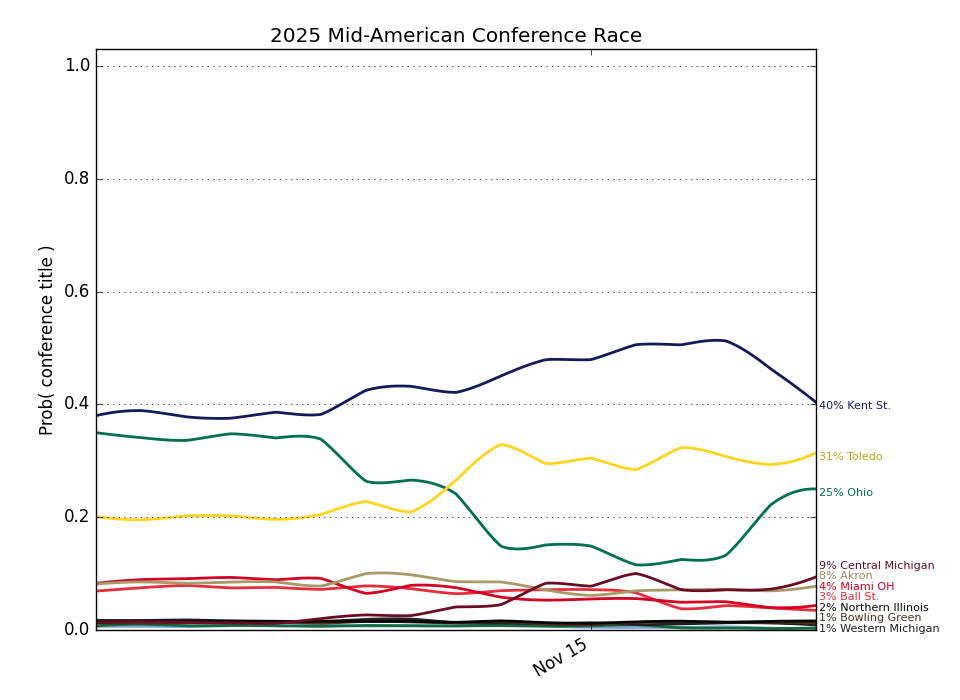 2025 Mid-American Conference Race
Prob( conference title )
1.0
0.8
0.6
0.4
0.2
0.0
Nov 15
40% Kent St.
31% Toledo
25% Ohio
9% Central Michigan
8% Akron
4% Miami OH
3% Ball St.
2% Northern Illinois
1% Bowling Green
1% Western Michigan